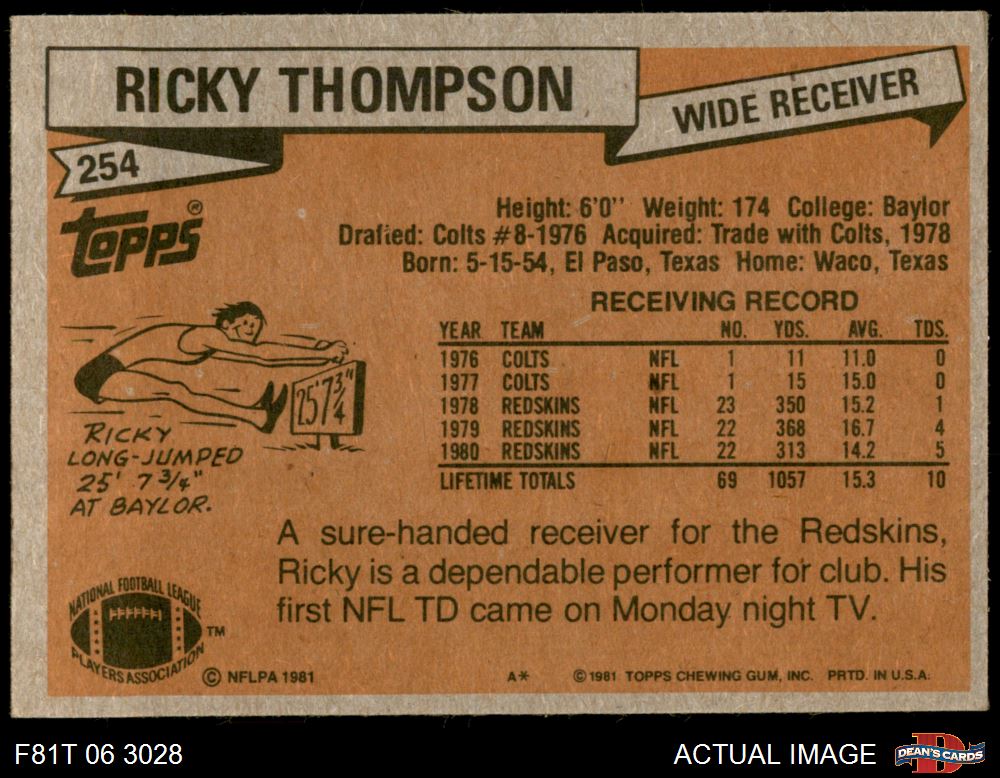 RICKY THOMPSON
WIDE RECEIVER
254
TOPPS®
Height: 6'0'' Weight: 174 College: Baylor
Drafted: Colts #8-1976 Acquired: Trade with Colts, 1978
Born: 5-15-54, El Paso, Texas Home: Waco, Texas
RECEIVING RECORD
YEAR TEAM NO. YDS. AVG. TDS.
1976 COLTS NFL 1 11 11.0 0
1977 COLTS NFL 1 15 15.0 0
1978 REDSKINS NFL 23 350 15.2 1
1979 REDSKINS NFL 22 368 16.7 4
1980 REDSKINS NFL 22 313 14.2 5
LIFETIME TOTALS 69 1057 15.3 10
25'7¾"
RICKY
LONG-JUMPED
25' 7 3/4"
AT BAYLOR.
A sure-handed receiver for the Redskins,
Ricky is a dependable performer for club. His
first NFL TD came on Monday night TV.
NATIONAL FOOTBALL LEAGUE
PLAYERS ASSOCIATION
TM
© NFLPA 1981
A*
© 1981 TOPPS CHEWING GUM, INC. PRTD. IN U.S.A.
F81T 06 3028
ACTUAL IMAGE
D
DEAN'S CARDS